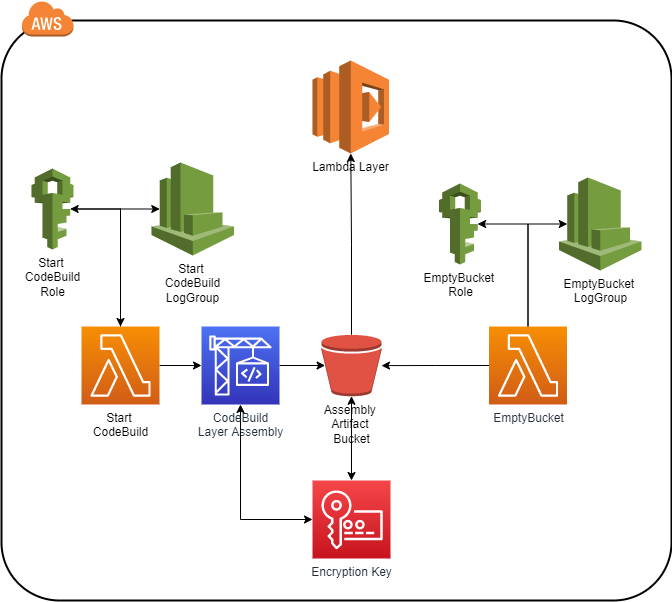 AWS
Lambda Layer
Start
CodeBuild
Role
Start
CodeBuild
LogGroup
EmptyBucket
Role
EmptyBucket
LogGroup
Start
CodeBuild
CodeBuild
Layer Assembly
</>
Assembly
Artifact
Bucket
EmptyBucket
Encryption Key